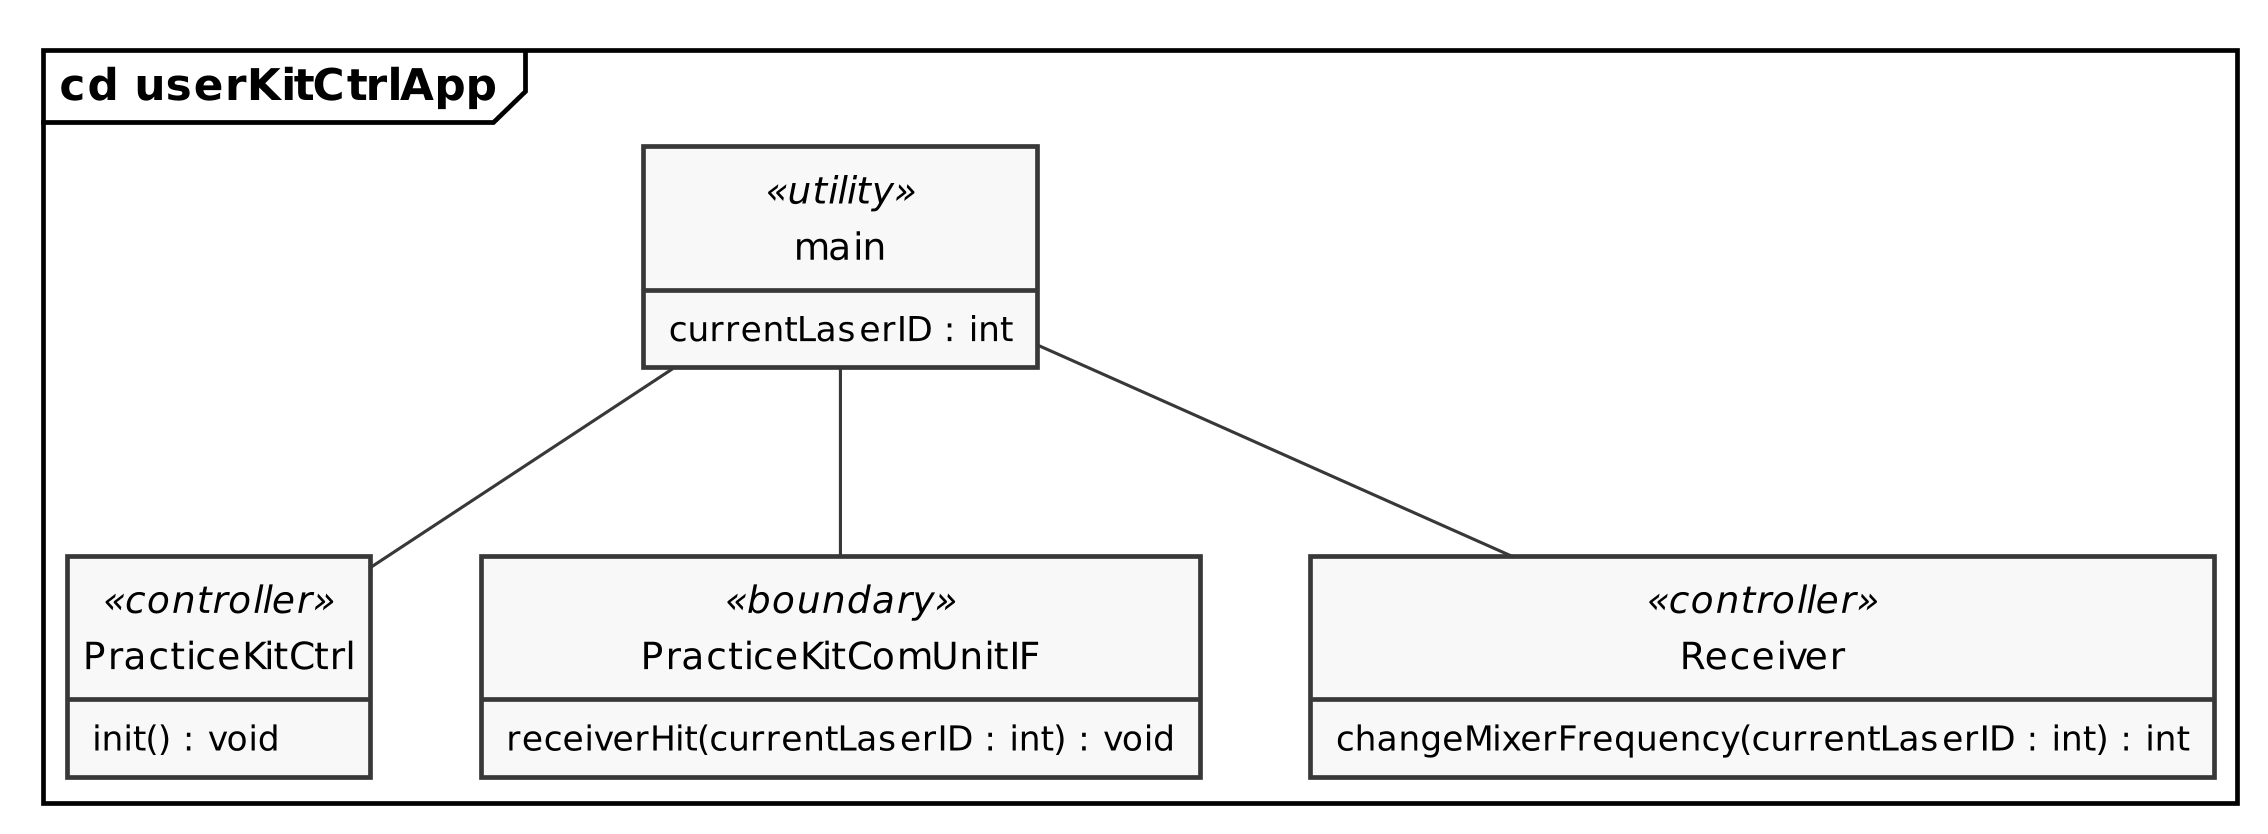 cd userKitCtrlApp
«utility»
main
currentLaserID : int
«controller»
PracticeKitCtrl
init() : void
«boundary»
PracticeKitComUnitIF
receiverHit(currentLaserID : int) : void
«controller»
Receiver
changeMixerFrequency(currentLaserID : int) : int